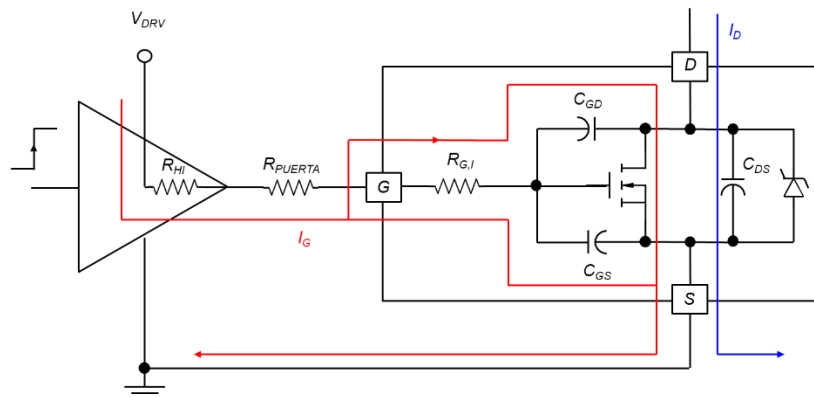 V_DRV
I_D
D
C_GD
R_HI
R_PUERTA
G
R_G,I
C_DS
I_G
C_GS
S